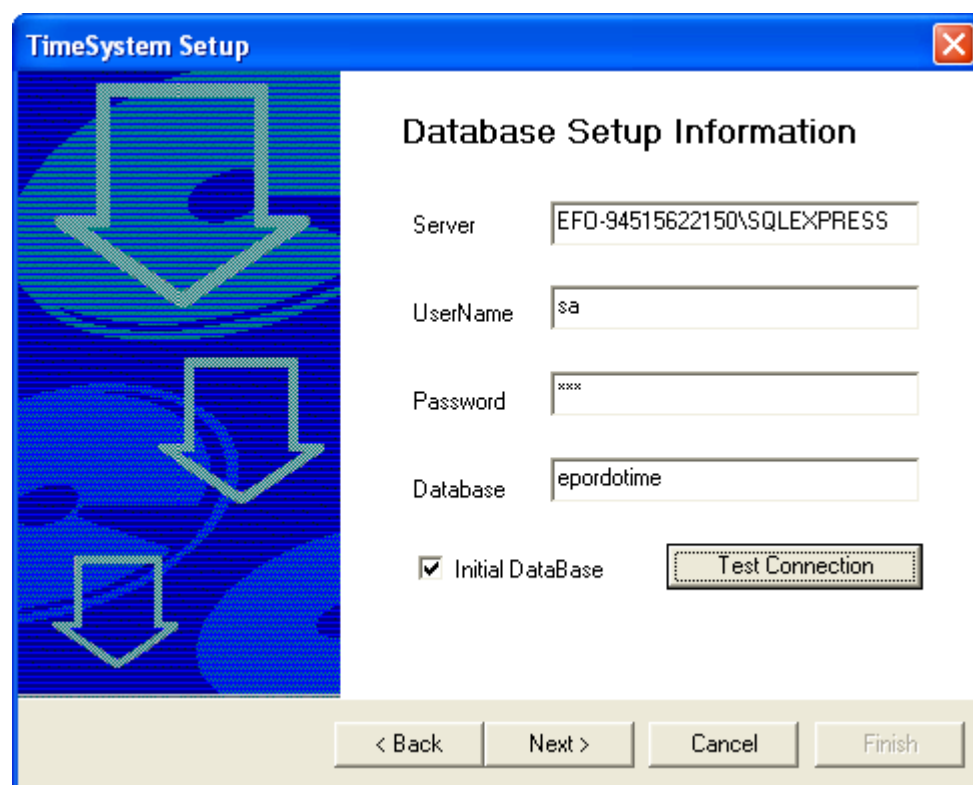 TimeSystem Setup
Database Setup Information
Server
EFO-94515622150\SQLEXPRESS
UserName
sa
Password
xxx
Database
epordotime
Initial DataBase
Test Connection
< Back
Next >
Cancel
Finish